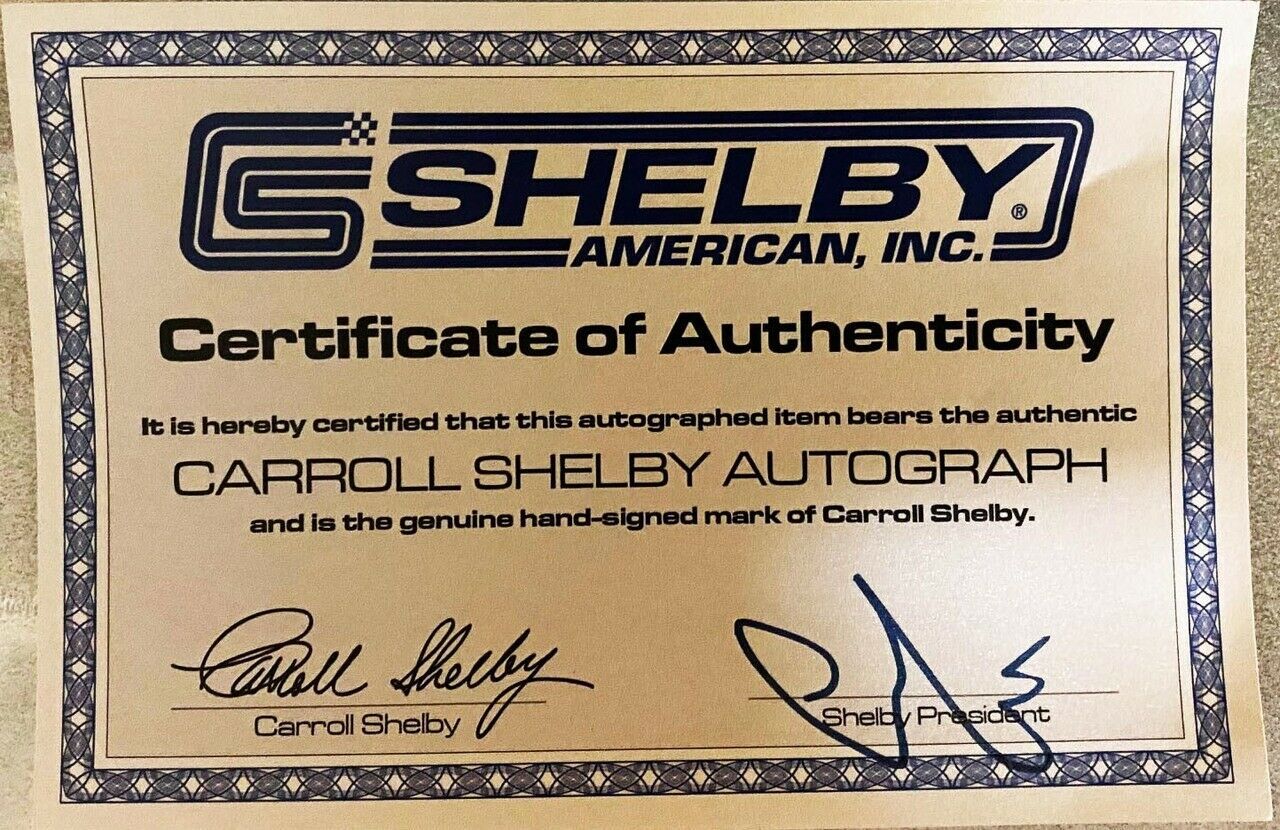 SHELBY®
AMERICAN, INC.
Certificate of Authenticity
It is hereby certified that this autographed item bears the authentic
CARROLL SHELBY AUTOGRAPH
and is the genuine hand-signed mark of Carroll Shelby.
Carroll Shelby
Carroll Shelby
Shelby President